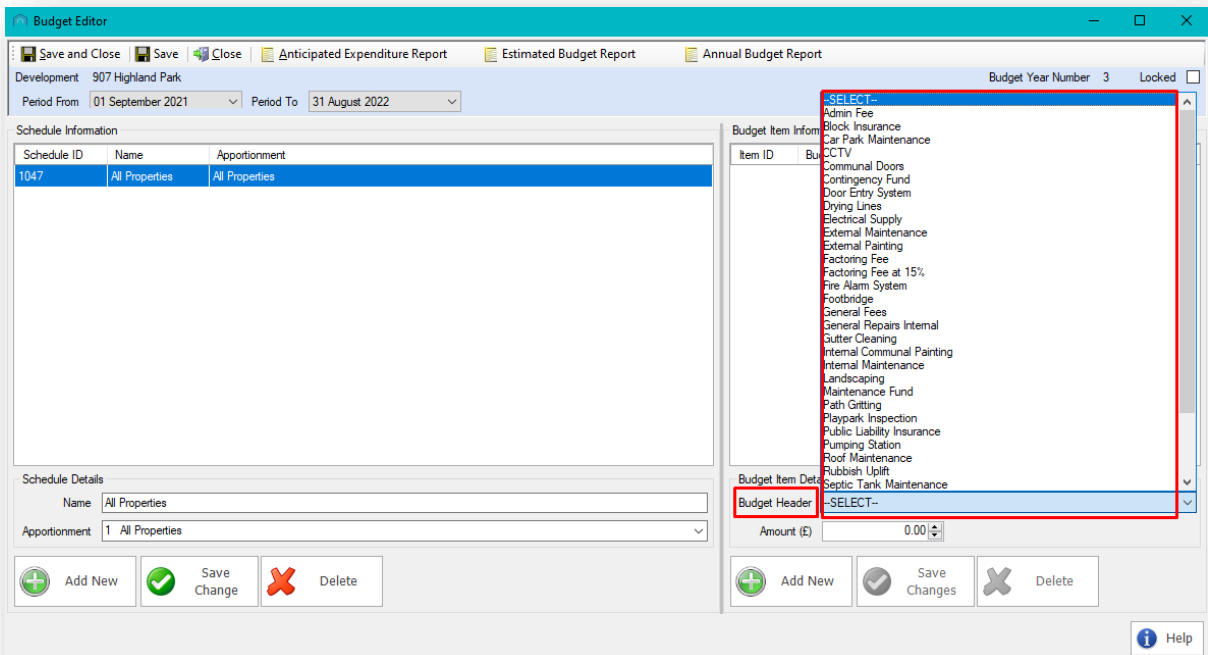 Budget Editor
Save and Close Save Close Anticipated Expenditure Report Estimated Budget Report Annual Budget Report
Development 907 Highland Park Budget Year Number 3 Locked
Period From 01 September 2021 Period To 31 August 2022
Schedule Information
Schedule ID Name Apportionment
1047 All Properties All Properties
Schedule Details
Name All Properties
Apportionment 1 All Properties
Add New Save Change Delete
Budget Item Inform
Item ID Bu
--SELECT--
Admin Fee
Block Insurance
Car Park Maintenance
CCTV
Communal Doors
Contingency Fund
Door Entry System
Drying Lines
Electrical Supply
External Maintenance
External Painting
Factoring Fee
Factoring Fee at 15%
Fire Alarm System
Footbridge
General Fees
General Repairs Internal
Gutter Cleaning
Internal Communal Painting
Internal Maintenance
Landscaping
Maintenance Fund
Path Gritting
Playpark Inspection
Public Liability Insurance
Pumping Station
Roof Maintenance
Rubbish Uplift
Septic Tank Maintenance
Budget Item Deta
Budget Header --SELECT--
Amount (£) 0.00
Add New Save Changes Delete
Help